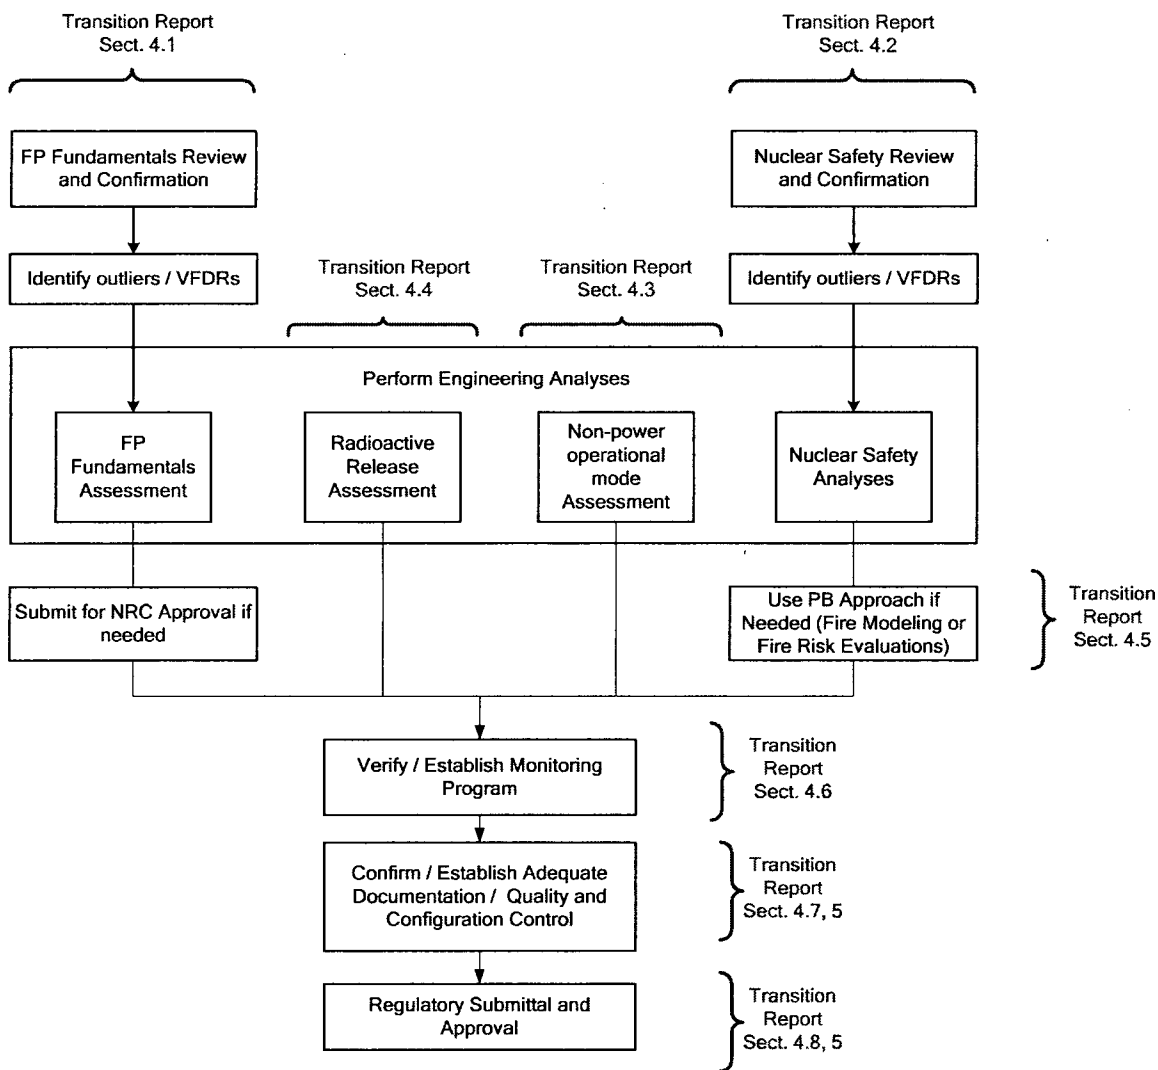 Transition Report
Sect. 4.1
Transition Report
Sect. 4.2
FP Fundamentals Review
and Confirmation
Nuclear Safety Review
and Confirmation
Identify outliers / VFDRs
Transition Report
Sect. 4.4
Transition Report
Sect. 4.3
Identify outliers / VFDRs
Perform Engineering Analyses
FP
Fundamentals
Assessment
Radioactive
Release
Assessment
Non-power
operational
mode
Assessment
Nuclear Safety
Analyses
Submit for NRC Approval if
needed
Use PB Approach if
Needed (Fire Modeling or
Fire Risk Evaluations)
Transition
Report
Sect. 4.5
Verify / Establish Monitoring
Program
Transition
Report
Sect. 4.6
Confirm / Establish Adequate
Documentation / Quality and
Configuration Control
Transition
Report
Sect. 4.7, 5
Regulatory Submittal and
Approval
Transition
Report
Sect. 4.8, 5